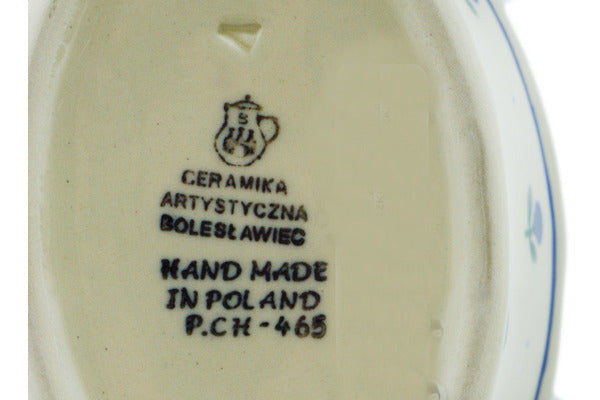 B
CERAMIKA
ARTYSTYCZNA
BOLESŁAWIEC
HAND MADE
IN POLAND
P.CH-465